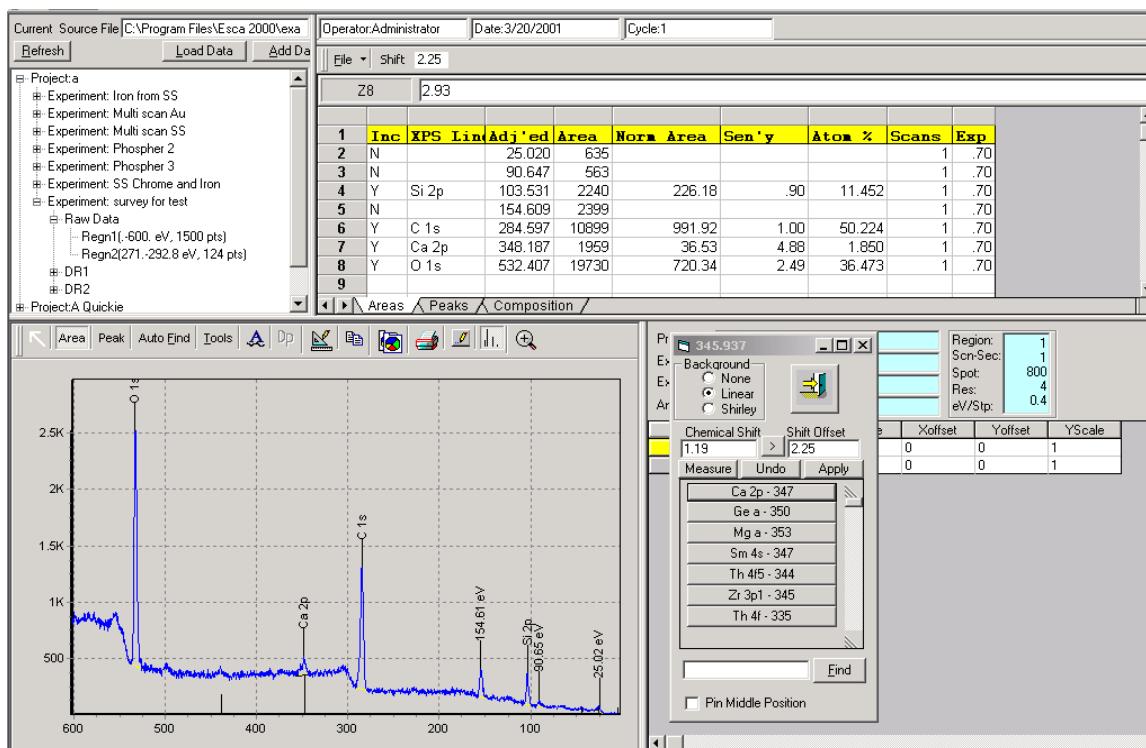 Current Source File C:\Program Files\Esca 2000\exa
Refresh Load Data Add Da
Project:a
Experiment: Iron from SS
Experiment: Multi scan Au
Experiment: Multi scan SS
Experiment: Phospher 2
Experiment: Phospher 3
Experiment: SS Chrome and Iron
Experiment: survey for test
Raw Data
Regn1(.-600. eV, 1500 pts)
Regn2(271.-292.8 eV, 124 pts)
DR1
DR2
Project:A Quickie
Operator:Administrator Date:3/20/2001 Cycle:1
File Shift 2.25
Z8 2.93
1 Inc XPS Line Adj'ed Area Norm Area Sen'y Atom % Scans Exp
2 N 25.020 635 1 .70
3 N 90.647 563 1 .70
4 Y Si 2p 103.531 2240 226.18 .90 11.452 1 .70
5 N 154.609 2399 1 .70
6 Y C 1s 284.597 10899 991.92 1.00 50.224 1 .70
7 Y Ca 2p 348.187 1959 36.53 4.88 1.850 1 .70
8 Y O 1s 532.407 19730 720.34 2.49 36.473 1 .70
9
Areas Peaks Composition
Area Peak Auto Find Tools A Dp
O 1s
Ca 2p
C 1s
154.61 eV
Si 2p
90.65 eV
25.02 eV
2.5K
2K
1.5K
1K
500
600 500 400 300 200 100
Pr
Ex
Ex
Ar
345.937
Background
None
Linear
Shirley
Chemical Shift Shift Offset
1.19 > 2.25
Measure Undo Apply
Ca 2p - 347
Ge a - 350
Mg a - 353
Sm 4s - 347
Th 4f5 - 344
Zr 3p1 - 345
Th 4f - 335
Find
Pin Middle Position
Region: 1
Scn-Sec: 1
Spot: 800
Res: 4
eV/Stp: 0.4
e Xoffset Yoffset YScale
0 0 1
0 0 1